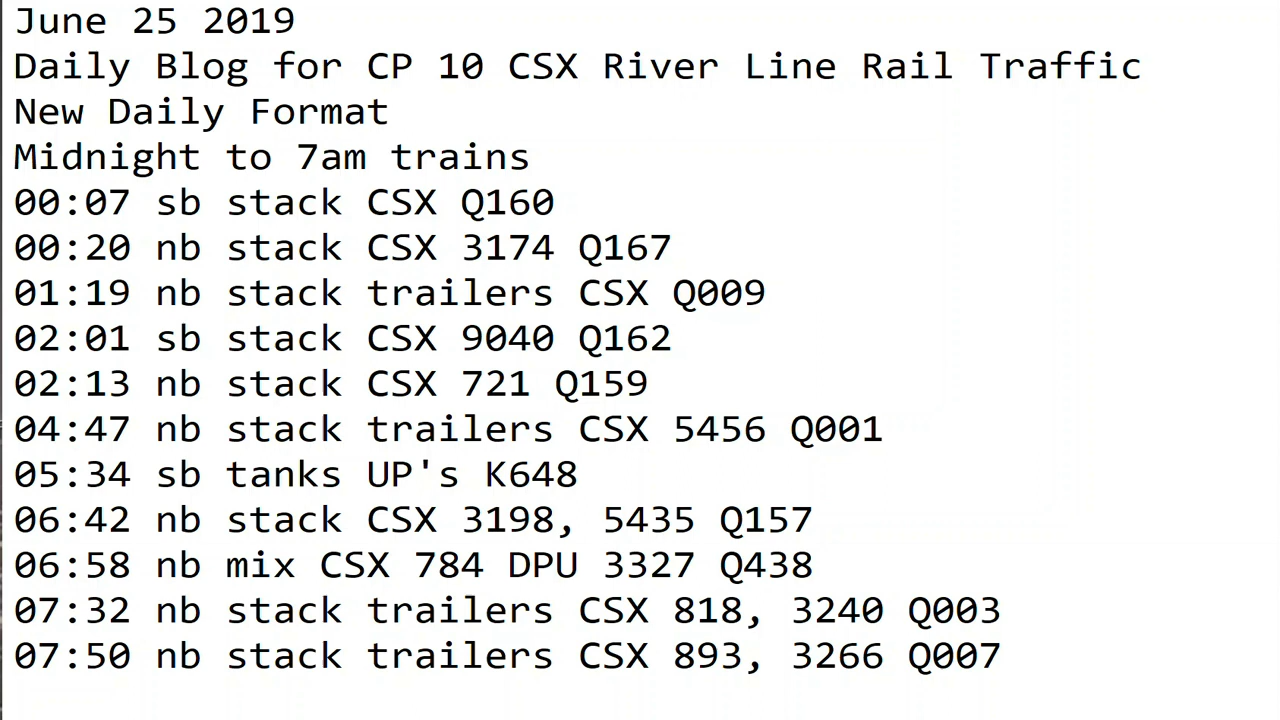 June 25 2019
Daily Blog for CP 10 CSX River Line Rail Traffic
New Daily Format
Midnight to 7am trains
00:07 sb stack CSX Q160
00:20 nb stack CSX 3174 Q167
01:19 nb stack trailers CSX Q009
02:01 sb stack CSX 9040 Q162
02:13 nb stack CSX 721 Q159
04:47 nb stack trailers CSX 5456 Q001
05:34 sb tanks UP's K648
06:42 nb stack CSX 3198, 5435 Q157
06:58 nb mix CSX 784 DPU 3327 Q438
07:32 nb stack trailers CSX 818, 3240 Q003
07:50 nb stack trailers CSX 893, 3266 Q007